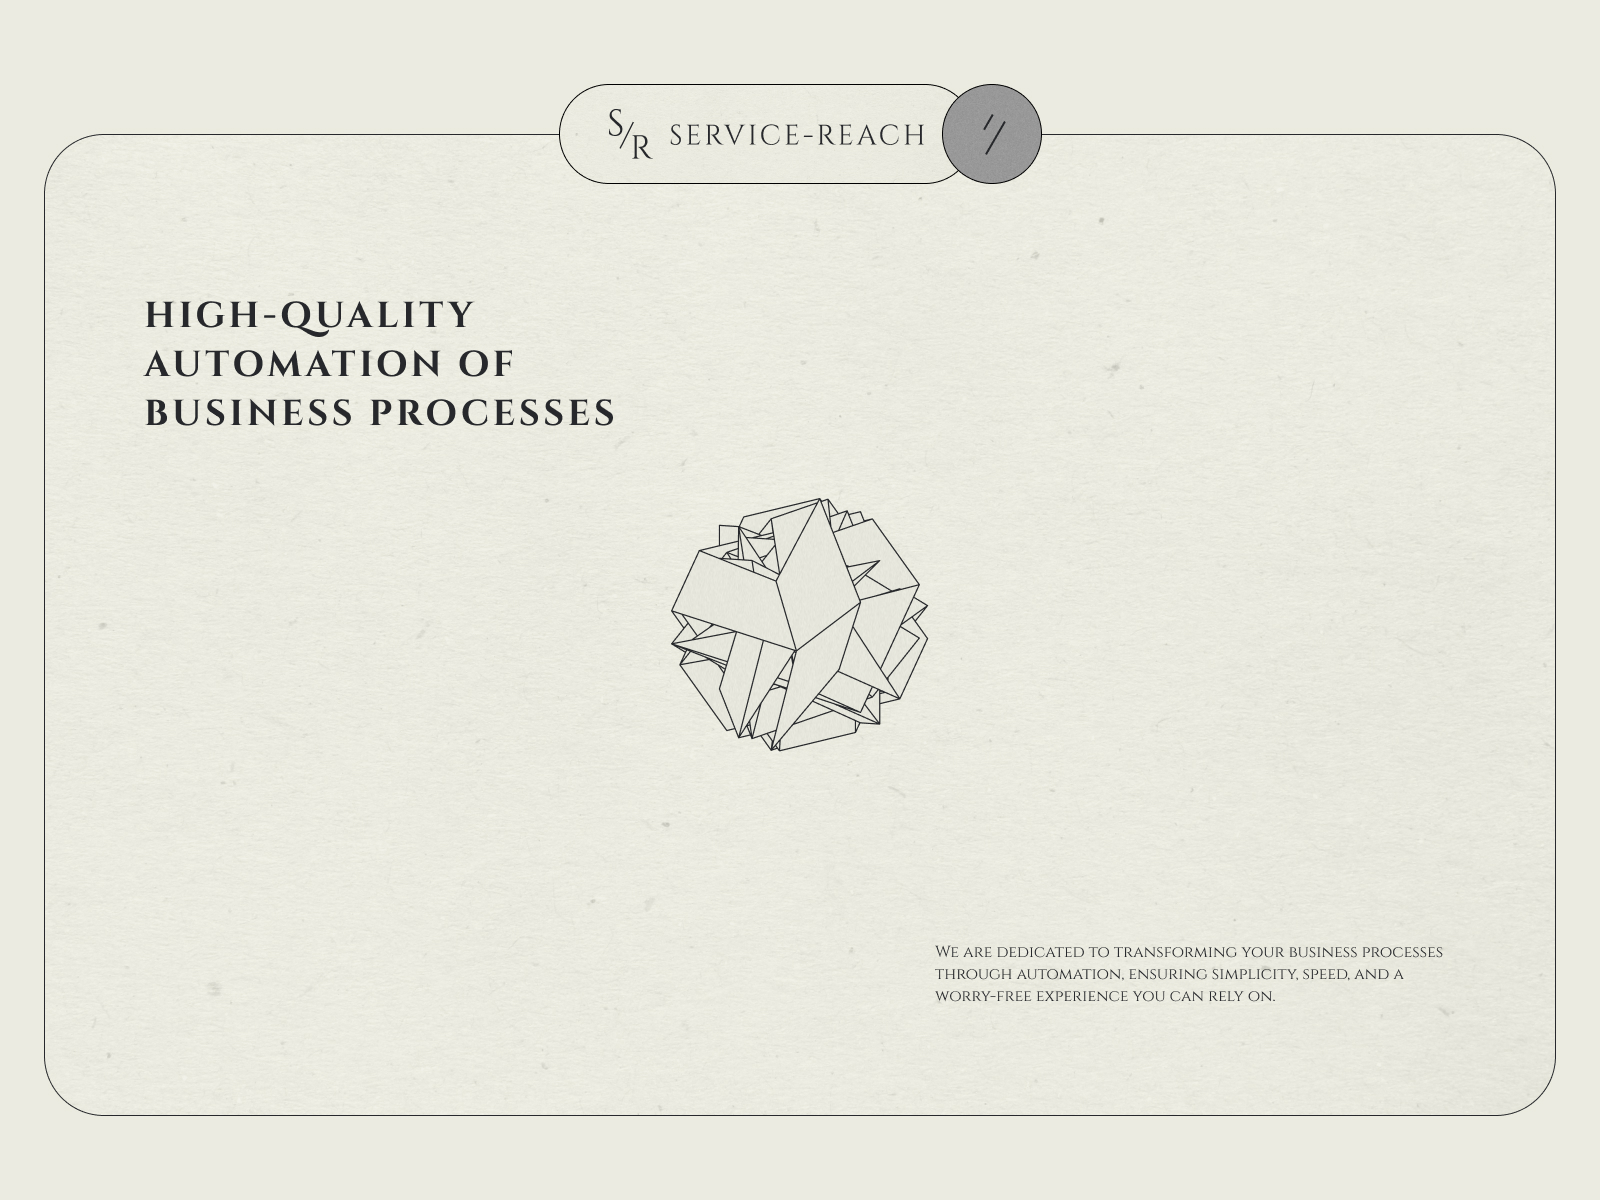 S/R SERVICE-REACH
HIGH-QUALITY
AUTOMATION OF
BUSINESS PROCESSES
We are dedicated to transforming your business processes
through automation, ensuring simplicity, speed, and a
worry-free experience you can rely on.